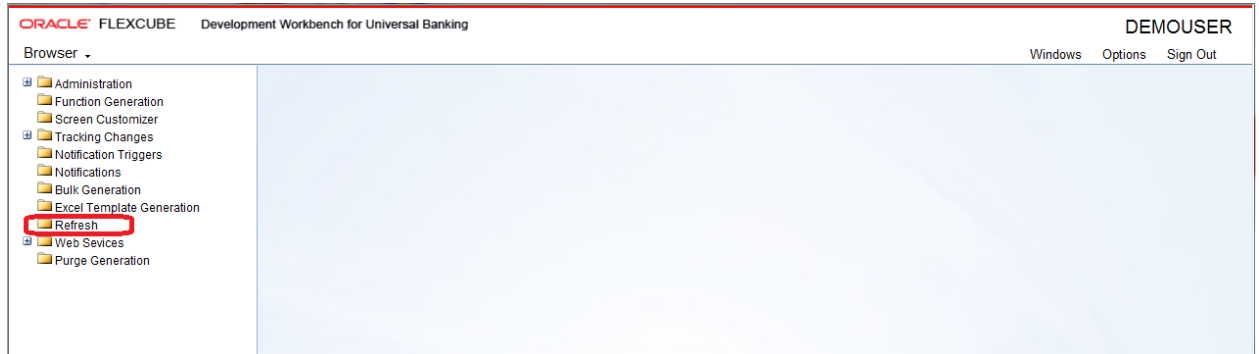 ORACLE FLEXCUBE Development Workbench for Universal Banking
DEMOUSER
Browser
Windows Options Sign Out
Administration
Function Generation
Screen Customizer
Tracking Changes
Notification Triggers
Notifications
Bulk Generation
Excel Template Generation
Refresh
Web Sevices
Purge Generation